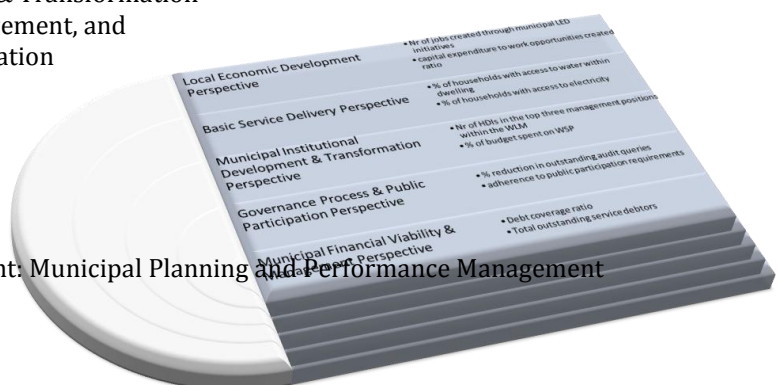 & Transformation
ement, and
ation
Local Economic Development
Perspective
• Nr of jobs created through municipal LED
initiatives
• capital expenditure to work opportunities created
ratio
Basic Service Delivery Perspective
• % of households with access to water within
dwelling
• % of households with access to electricity
Municipal Institutional
Development & Transformation
Perspective
• Nr of HDIs in the top three management positions
within the WLM
• % of budget spent on WSP
Governance Process & Public
Participation Perspective
• % reduction in outstanding audit queries
• adherence to public participation requirements
Municipal Financial Viability &
Management Perspective
• Debt coverage ratio
• Total outstanding service debtors
nt: Municipal Planning and Performance Management